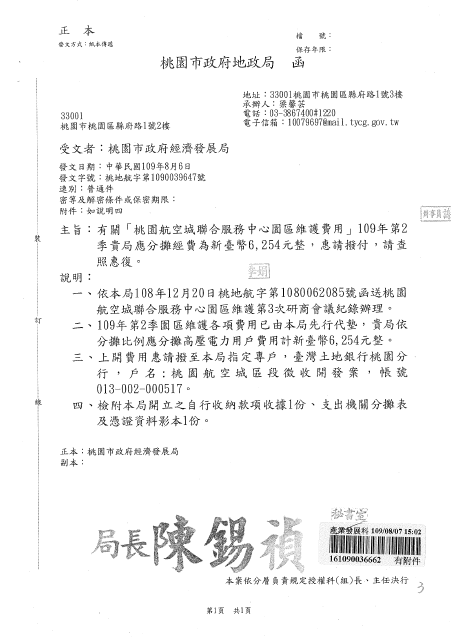 正 本
發文方式：紙本傳遞
檔　　號：
保存年限：
桃園市政府地政局　函
地址：33001桃園市桃園區縣府路1號3樓
承辦人：梁馨芸
電話：03-3867400#1220
電子信箱：10079697@mail.tycg.gov.tw
33001
桃園市桃園區縣府路1號2樓
受文者：桃園市政府經濟發展局
發文日期：中華民國109年8月6日
發文字號：桃地航字第1090039647號
速別：普通件
密等及解密條件或保密期限：
附件：如說明四
主旨：有關「桃園航空城聯合服務中心園區維護費用」109年第2
季貴局應分攤經費為新臺幣6,254元整，惠請撥付，請查
照惠復。
說明：
一、依本局108年12月20日桃地航字第1080062085號函送桃園
航空城聯合服務中心園區維護第3次研商會議紀錄辦理。
二、109年第2季園區維護各項費用已由本局先行代墊，貴局依
分攤比例應分攤高壓電力用戶費用計新臺幣6,254元整。
三、上開費用惠請撥至本局指定專戶，臺灣土地銀行桃園分
行，戶名：桃園航空城區段徵收開發案，帳號
013-002-000517。
四、檢附本局開立之自行收納款項收據1份、支出機關分攤表
及憑證資料影本1份。
正本：桃園市政府經濟發展局
副本：
裝
訂
線
局長陳錫禎
秘書室
產業發展科 109/08/07 15:02
161090036662　有附件
本案依分層負責規定授權科(組)長、主任決行
3
第1頁　共1頁